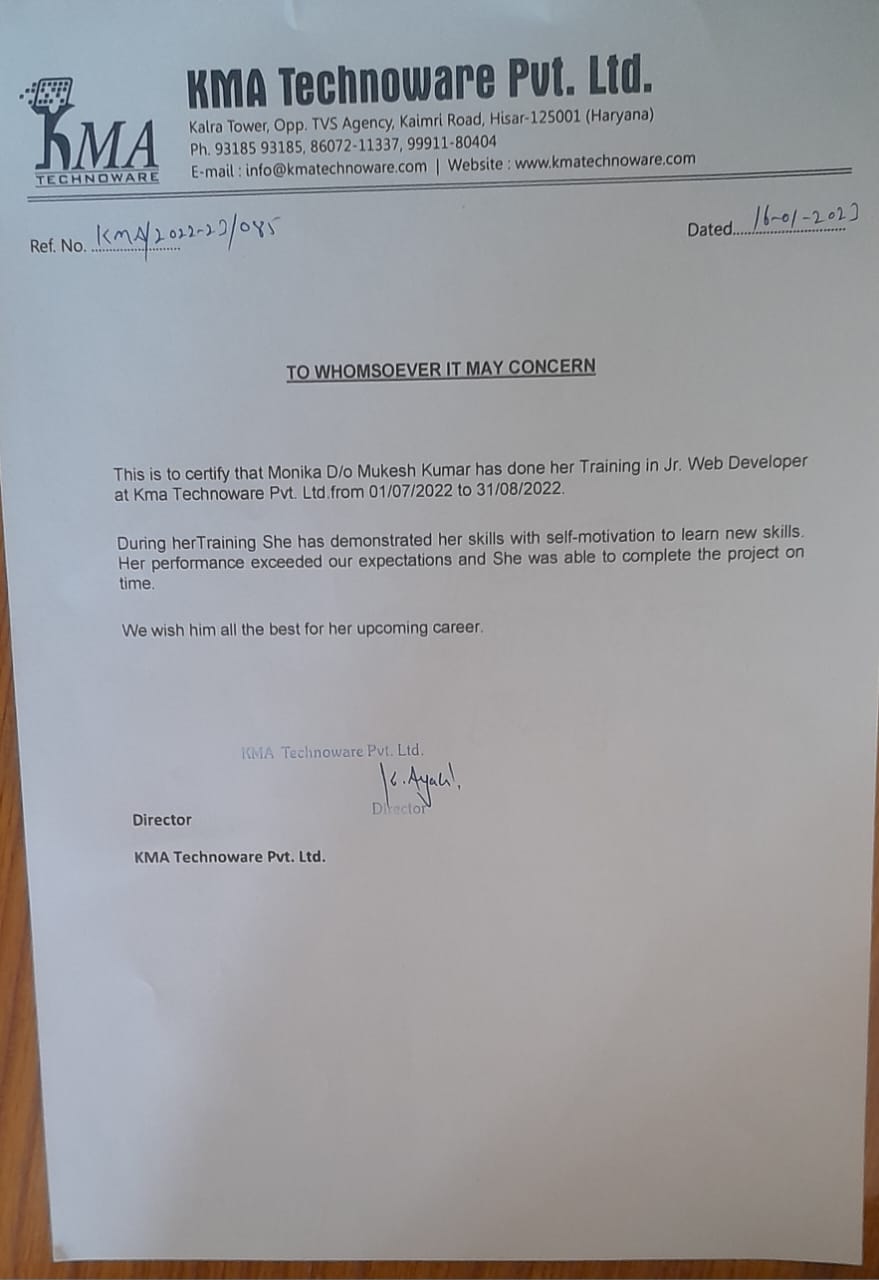 KMA Technoware Pvt. Ltd.
Kalra Tower, Opp. TVS Agency, Kaimri Road, Hisar-125001 (Haryana)
Ph. 93185 93185, 86072-11337, 99911-80404
E-mail : info@kmatechnoware.com | Website : www.kmatechnoware.com
KMA
TECHNOWARE
Ref. No. KMA/2022-23/085
Dated 16-01-2023
TO WHOMSOEVER IT MAY CONCERN
This is to certify that Monika D/o Mukesh Kumar has done her Training in Jr. Web Developer
at Kma Technoware Pvt. Ltd.from 01/07/2022 to 31/08/2022.
During herTraining She has demonstrated her skills with self-motivation to learn new skills.
Her performance exceeded our expectations and She was able to complete the project on
time.
We wish him all the best for her upcoming career.
KMA Technoware Pvt. Ltd.
Director
Director
KMA Technoware Pvt. Ltd.